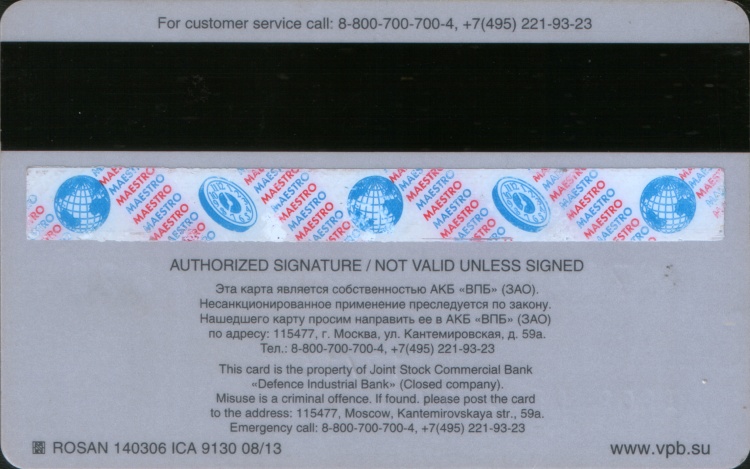 For customer service call: 8-800-700-700-4, +7(495) 221-93-23
MAESTRO MAESTRO MAESTRO MAESTRO MAESTRO
AUTHORIZED SIGNATURE / NOT VALID UNLESS SIGNED
Эта карта является собственностью АКБ «ВПБ» (ЗАО).
Несанкционированное применение преследуется по закону.
Нашедшего карту просим направить ее в АКБ «ВПБ» (ЗАО)
по адресу: 115477, г. Москва, ул. Кантемировская, д. 59а.
Тел.: 8-800-700-700-4, +7(495) 221-93-23
This card is the property of Joint Stock Commercial Bank
«Defence Industrial Bank» (Closed company).
Misuse is a criminal offence. If found. please post the card
to the address: 115477, Moscow, Kantemirovskaya str., 59a.
Emergency call: 8-800-700-700-4, +7(495) 221-93-23
ROSAN 140306 ICA 9130 08/13
www.vpb.su